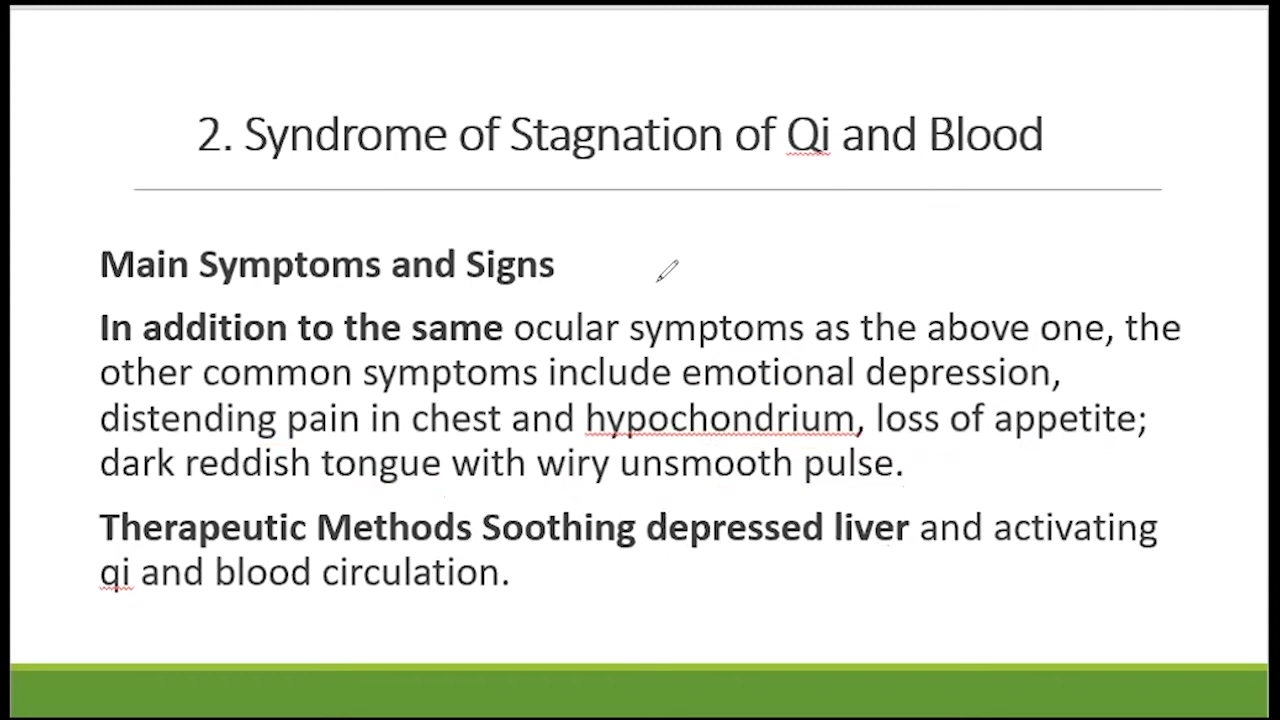 2. Syndrome of Stagnation of Qi and Blood
Main Symptoms and Signs
In addition to the same ocular symptoms as the above one, the
other common symptoms include emotional depression,
distending pain in chest and hypochondrium, loss of appetite;
dark reddish tongue with wiry unsmooth pulse.
Therapeutic Methods Soothing depressed liver and activating
qi and blood circulation.